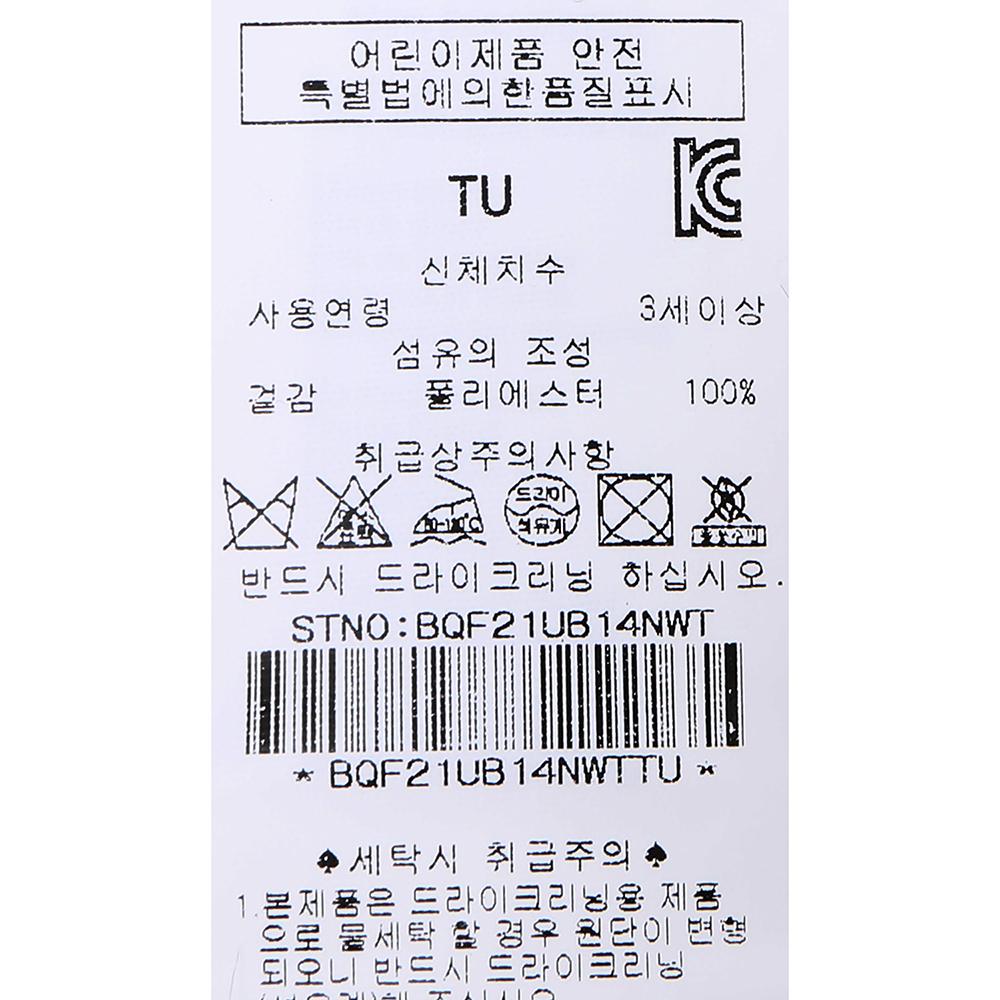 어린이제품 안전
특별법에의한품질표시
KC
TU
신체치수
사용연령 3세이상
섬유의 조성
겉감 폴리에스터 100%
취급상주의사항
드라이
석유계
반드시 드라이크리닝 하십시오.
STNO:BQF21UB14NWT
* BQF21UB14NWTTU *
♠세탁시 취급주의♠
1.본제품은 드라이크리닝용 제품
으로 물세탁 할 경우 원단이 변형
되오니 반드시 드라이크리닝